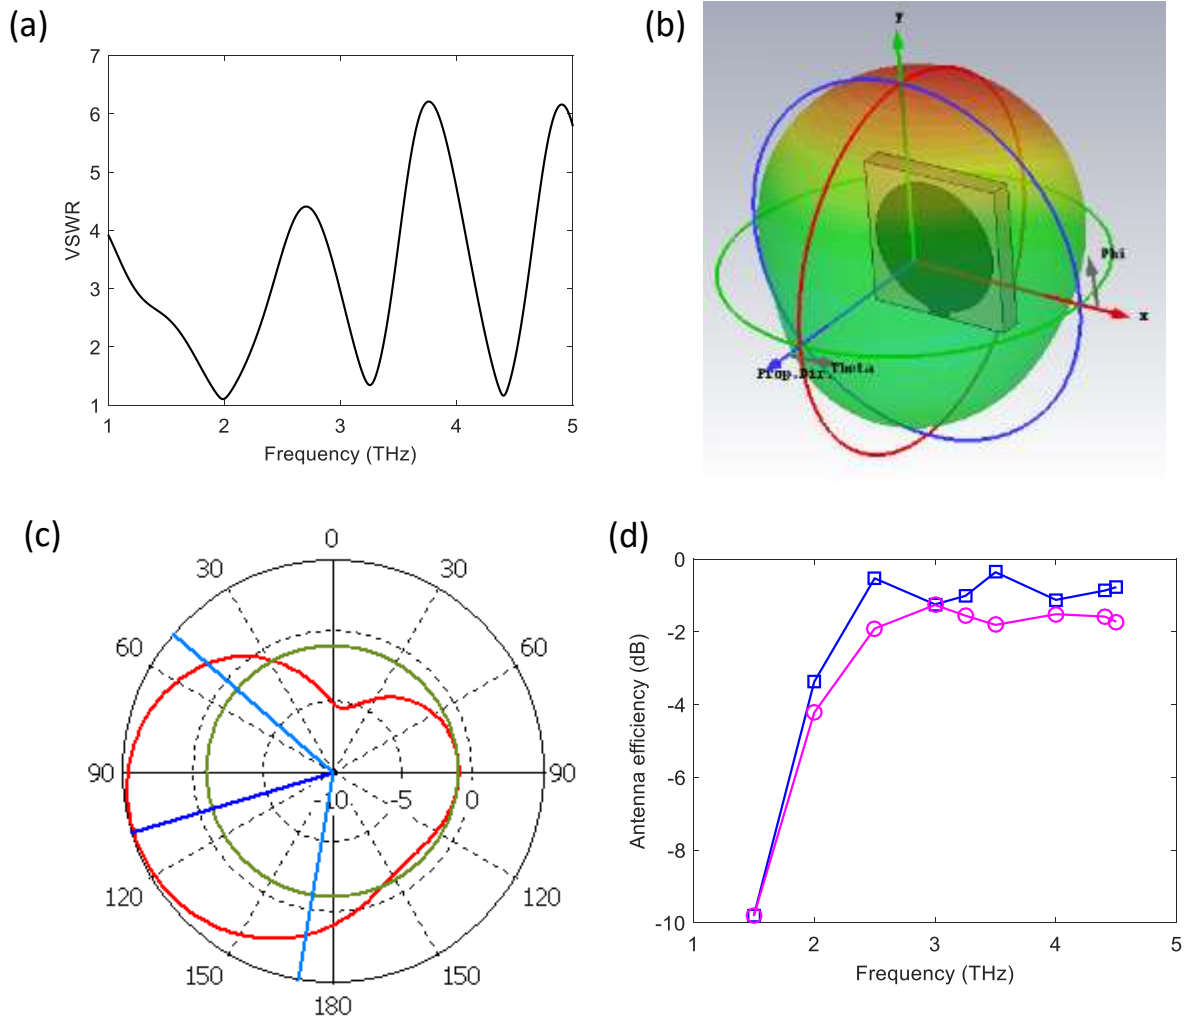 (a)
7
6
5
4
3
2
1
VSWR
1 2 3 4 5
Frequency (THz)
(b)
y
Phi
x
Prop.Dir. Theta
(c)
0
30 30
60 60
90 -10 -5 0 90
120 120
150 150
180
(d)
0
-2
-4
-6
-8
-10
Antenna efficiency (dB)
1 2 3 4 5
Frequency (THz)